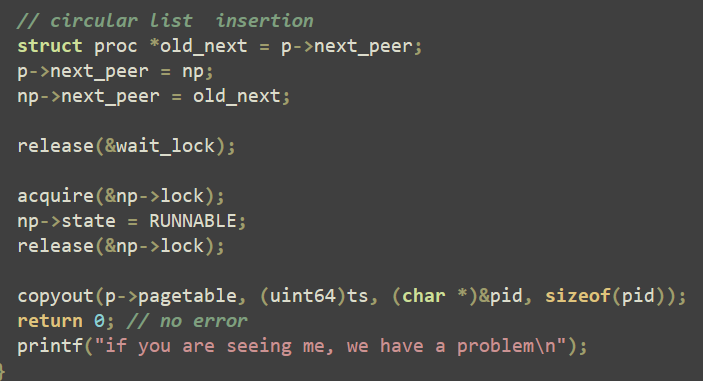 // circular list  insertion
struct proc *old_next = p->next_peer;
p->next_peer = np;
np->next_peer = old_next;
release(&wait_lock);
acquire(&np->lock);
np->state = RUNNABLE;
release(&np->lock);
copyout(p->pagetable, (uint64)ts, (char *)&pid, sizeof(pid));
return 0; // no error
printf("if you are seeing me, we have a problem\n");
}